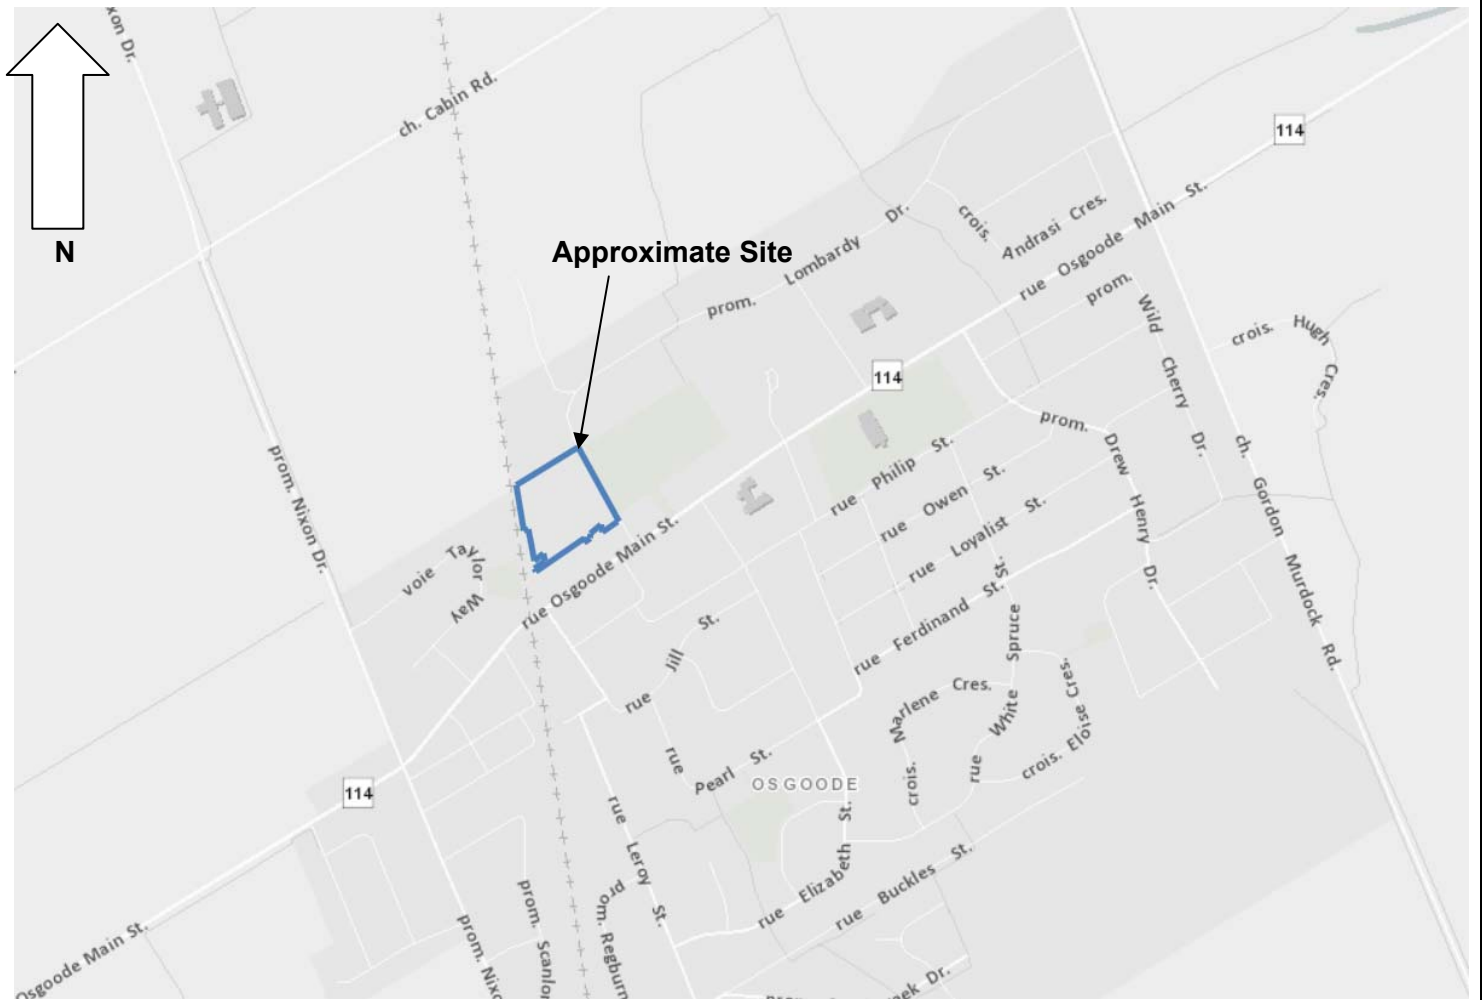 N
Approximate Site
ch. Cabin Rd.
prom. Lombardy Dr.
crois. Andrasi Cres.
rue Osgoode Main St.
114
prom. Wild Cherry Dr.
crois. Hugh Cres.
114
prom. Drew Henry Dr.
ch. Gordon Murdock Rd.
prom. Nixon Dr.
rue Philip St.
rue Owen St.
rue Loyalist St.
rue Ferdinand St.
voie Taylor Way
rue Osgoode Main St.
rue Jill St.
rue Pearl St.
OSGOODE
rue White Spruce St.
crois. Marlene Cres.
crois. Eloise Cres.
114
rue Leroy St.
rue Elizabeth St.
rue Buckles St.
Osgoode Main St.